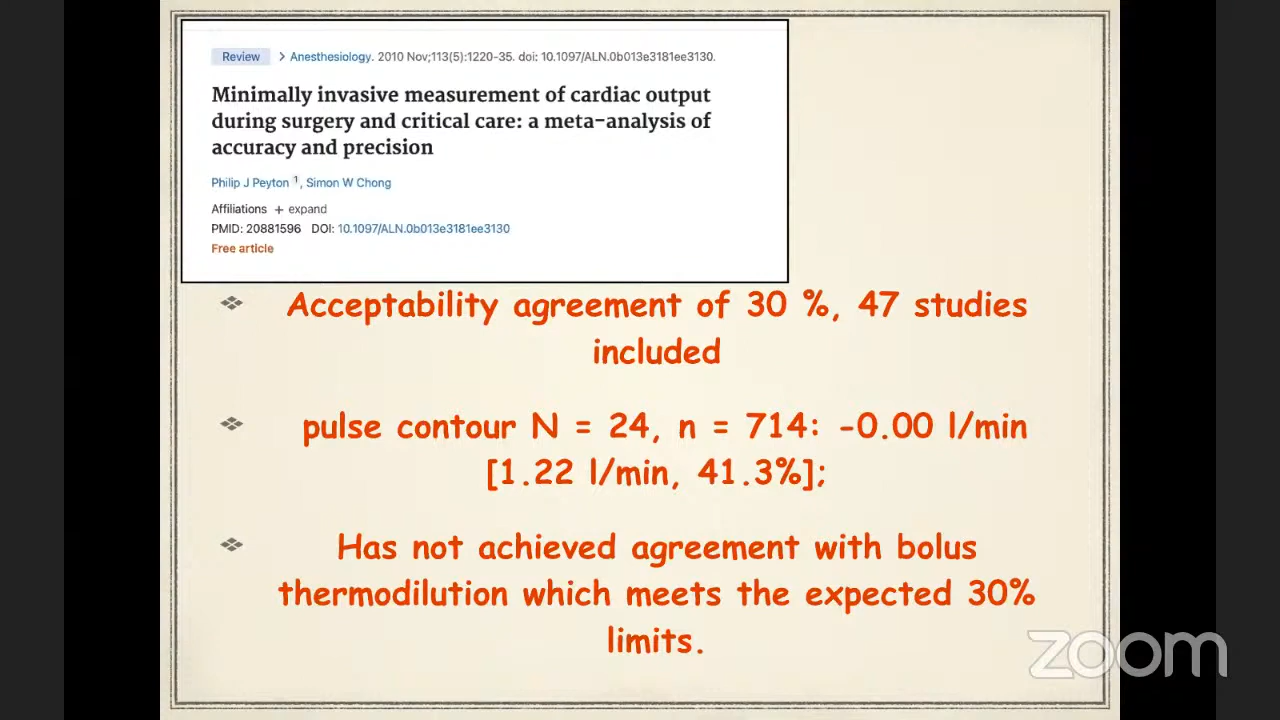 Review > Anesthesiology. 2010 Nov;113(5):1220-35. doi: 10.1097/ALN.0b013e3181ee3130.
Minimally invasive measurement of cardiac output
during surgery and critical care: a meta-analysis of
accuracy and precision
Philip J Peyton 1, Simon W Chong
Affiliations + expand
PMID: 20881596 DOI: 10.1097/ALN.0b013e3181ee3130
Free article
Acceptability agreement of 30 %, 47 studies
included
pulse contour N = 24, n = 714: -0.00 l/min
[1.22 l/min, 41.3%];
Has not achieved agreement with bolus
thermodilution which meets the expected 30%
limits.
zoom